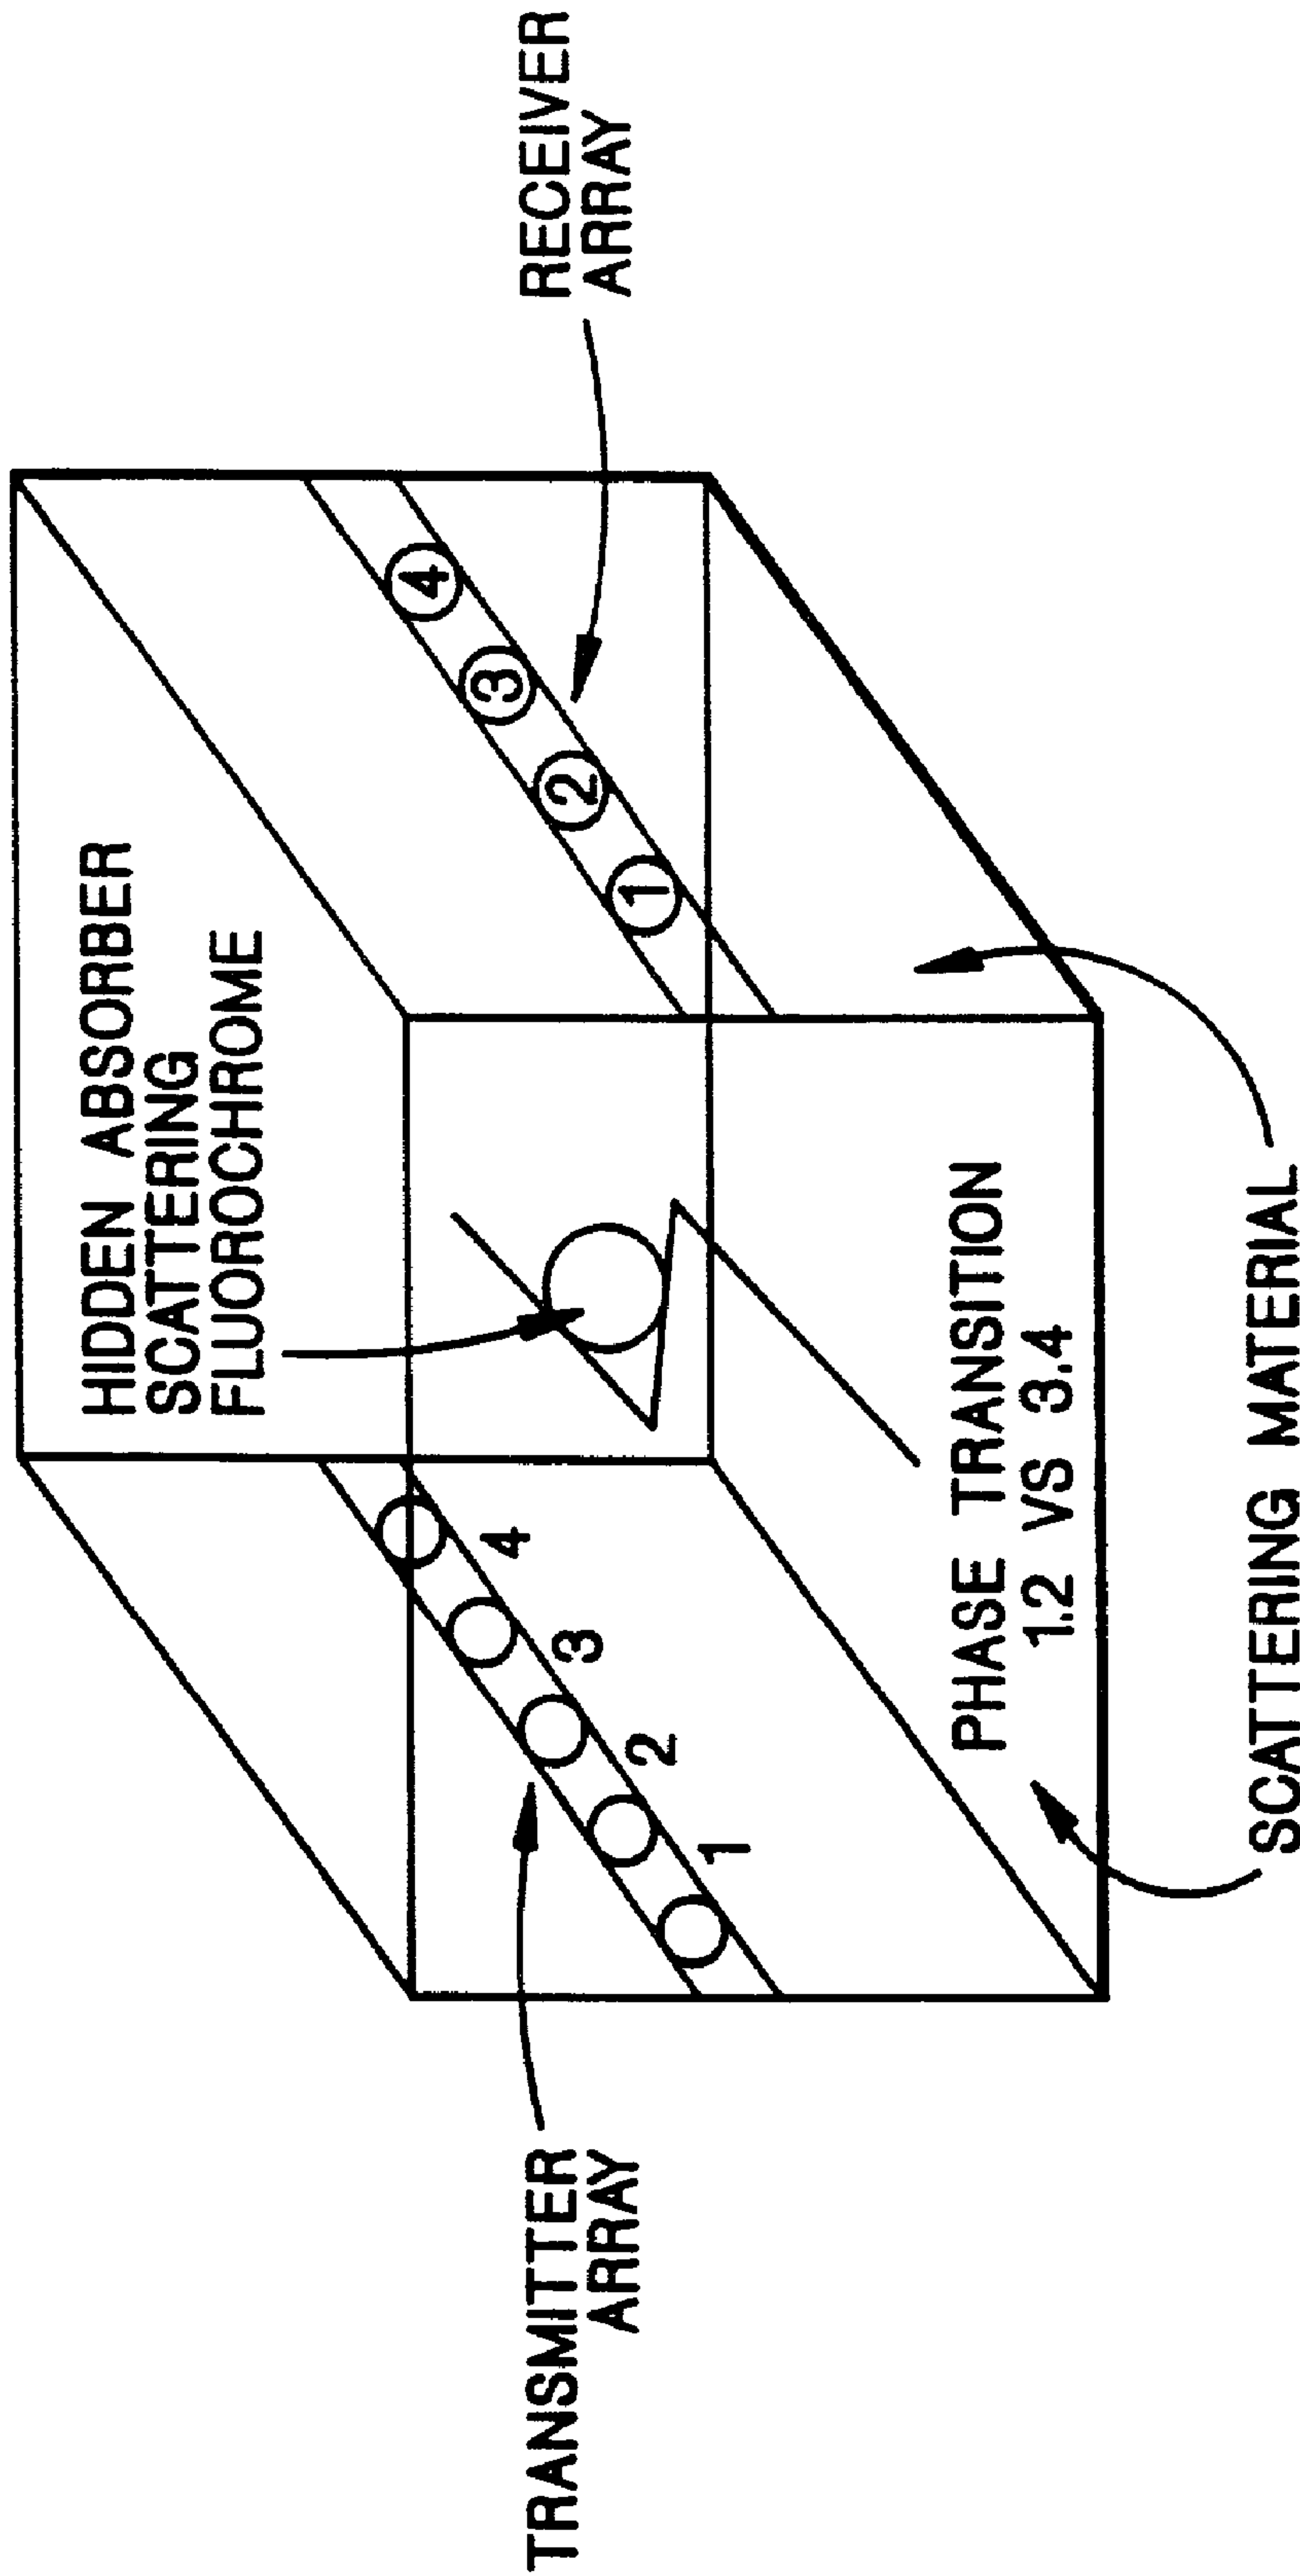 HIDDEN ABSORBER
SCATTERING
FLUOROCHROME
TRANSMITTER
ARRAY
1
2
3
4
RECEIVER
ARRAY
1
2
3
4
PHASE TRANSITION
1.2 VS 3.4
SCATTERING MATERIAL